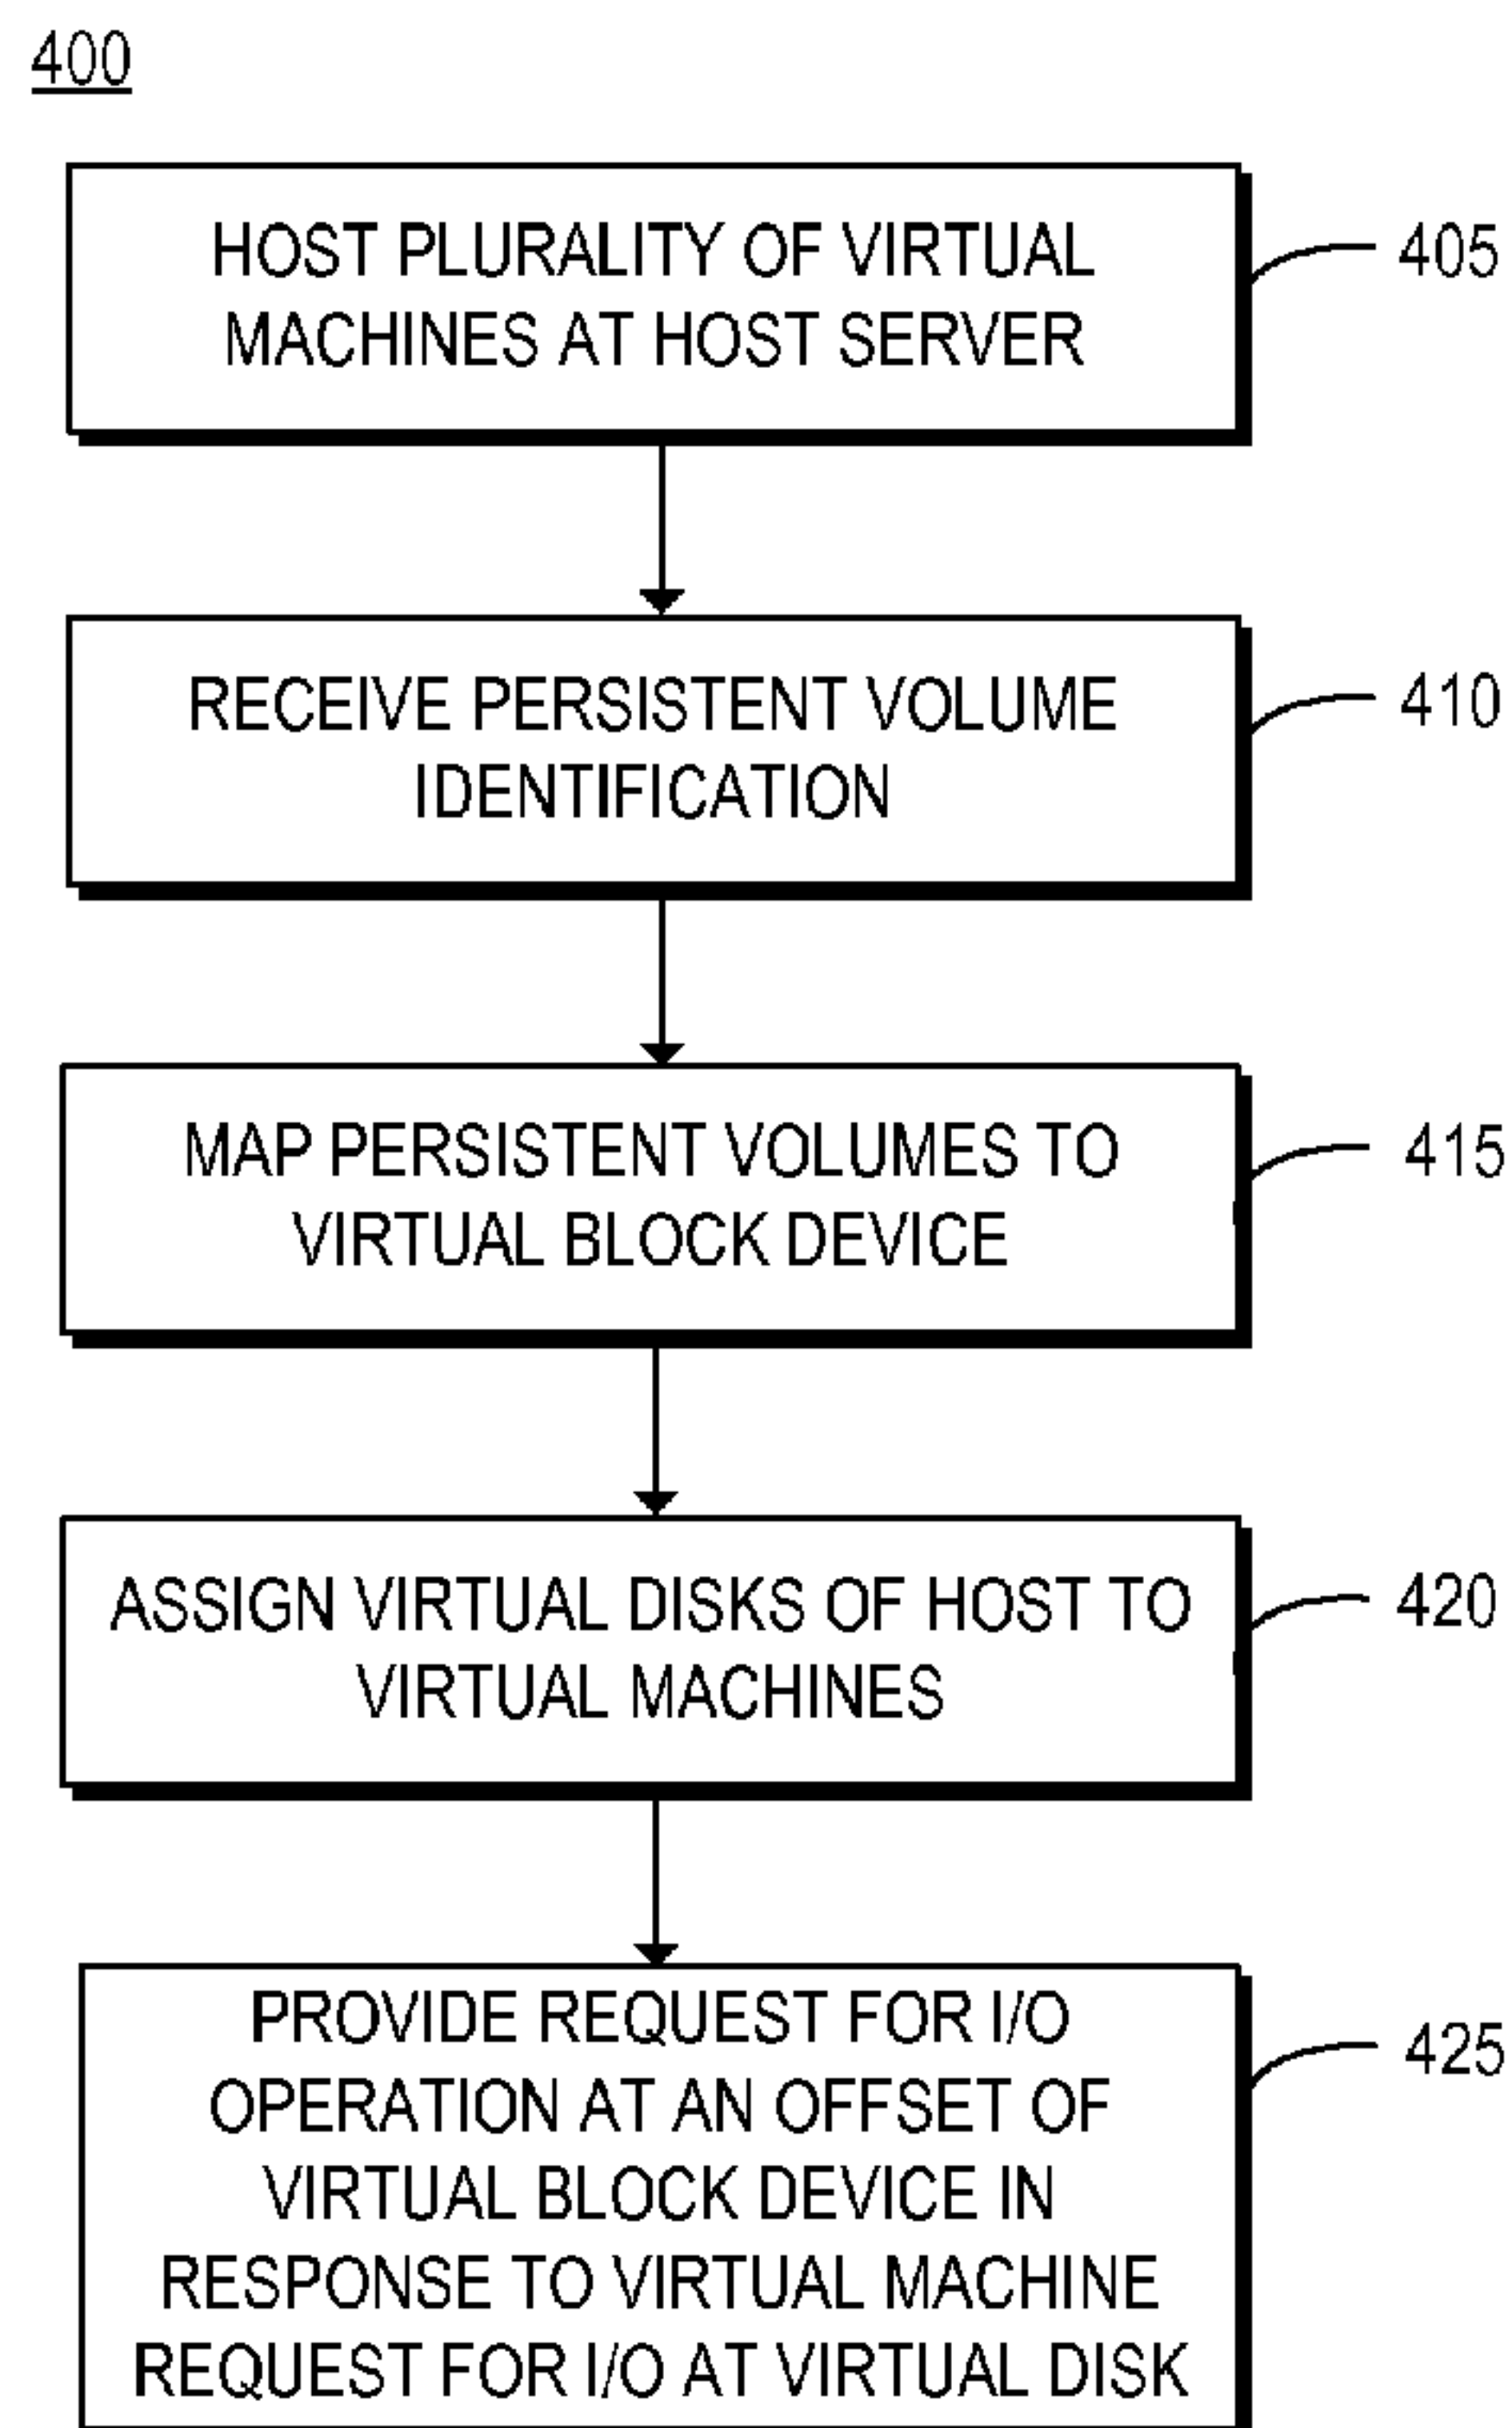 400
HOST PLURALITY OF VIRTUAL
MACHINES AT HOST SERVER
405
RECEIVE PERSISTENT VOLUME
IDENTIFICATION
410
MAP PERSISTENT VOLUMES TO
VIRTUAL BLOCK DEVICE
415
ASSIGN VIRTUAL DISKS OF HOST TO
VIRTUAL MACHINES
420
PROVIDE REQUEST FOR I/O
OPERATION AT AN OFFSET OF
VIRTUAL BLOCK DEVICE IN
RESPONSE TO VIRTUAL MACHINE
REQUEST FOR I/O AT VIRTUAL DISK
425